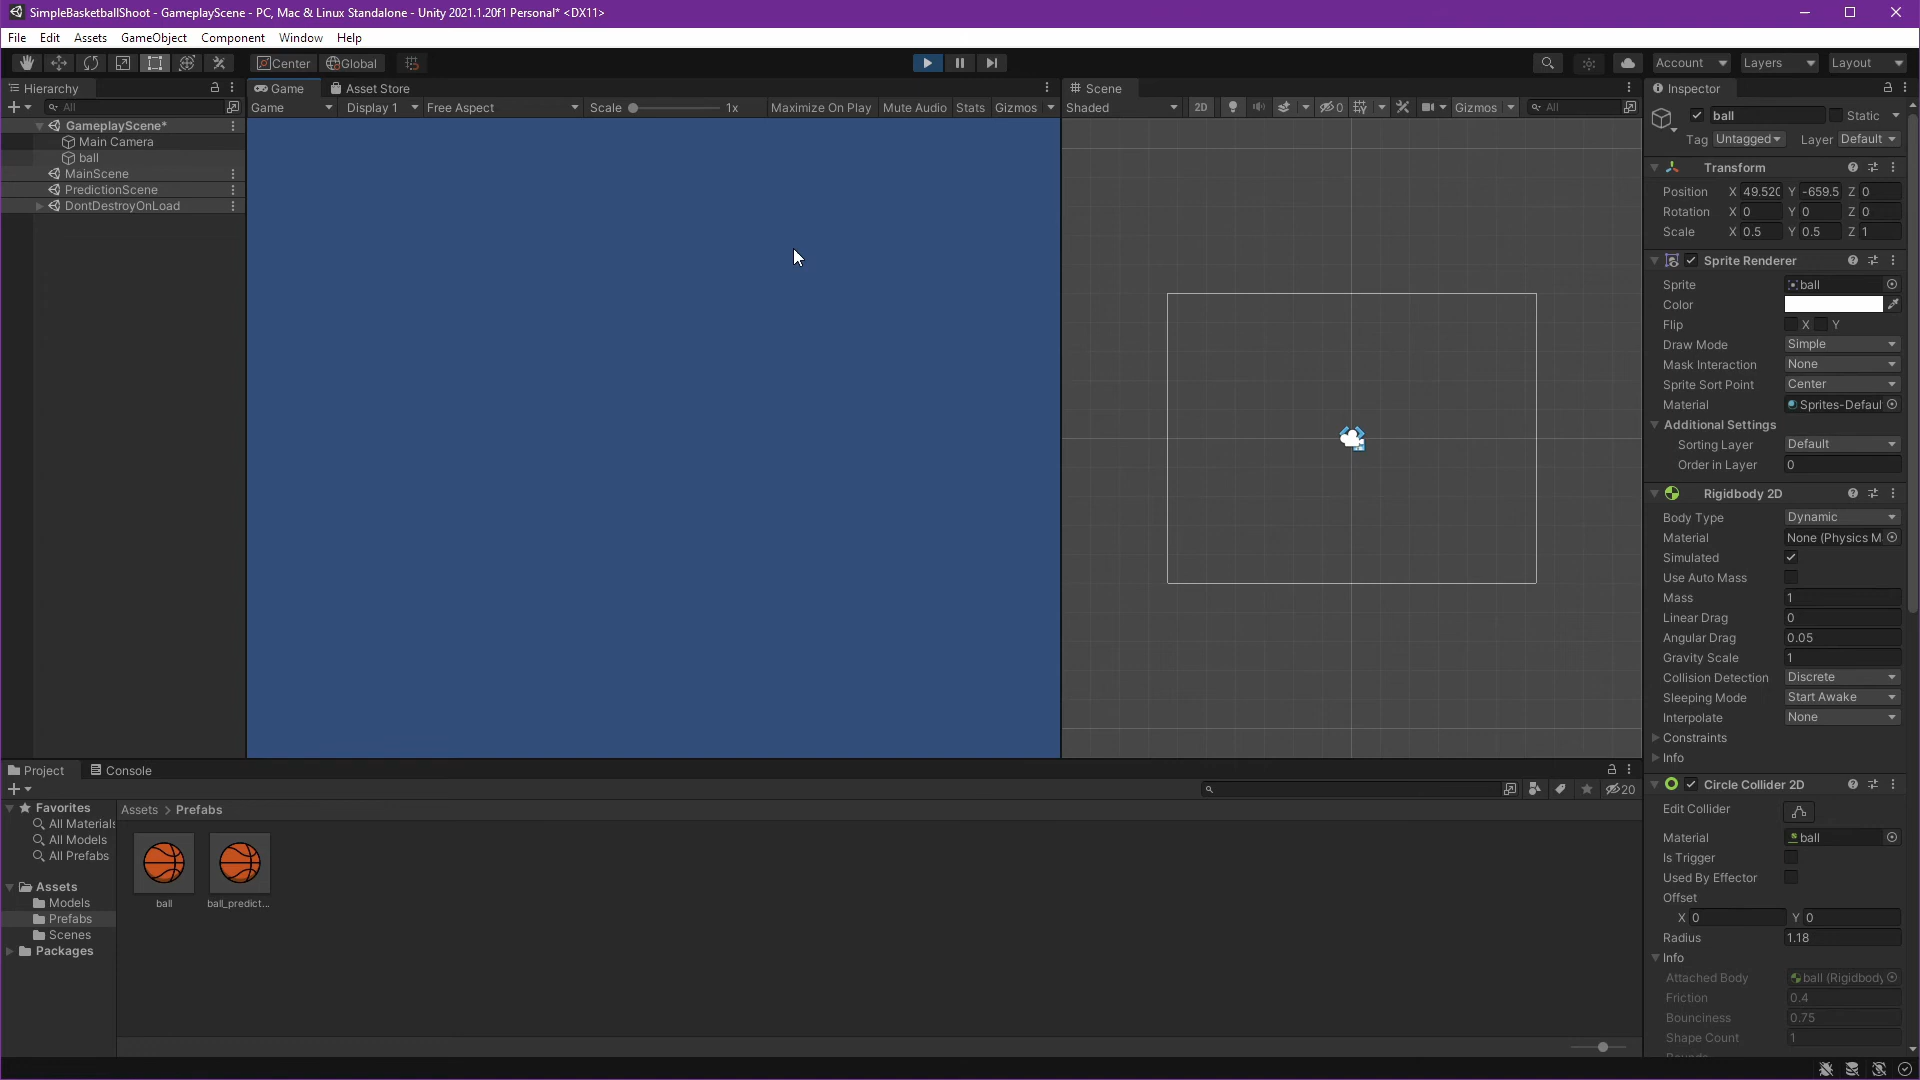 SimpleBasketballShoot - GameplayScene - PC, Mac & Linux Standalone - Unity 2021.1.20f1 Personal* <DX11>
File Edit Assets GameObject Component Window Help
Center Global Account Layers Layout
Hierarchy
All
GameplayScene*
Main Camera
ball
MainScene
PredictionScene
DontDestroyOnLoad
Game Asset Store
Game Display 1 Free Aspect Scale 1x Maximize On Play Mute Audio Stats Gizmos
Scene
Shaded 2D 0 Gizmos All
Inspector
ball Static
Tag Untagged Layer Default
Transform
Position X 49.520 Y -659.5 Z 0
Rotation X 0 Y 0 Z 0
Scale X 0.5 Y 0.5 Z 1
Sprite Renderer
Sprite ball
Color
Flip X Y
Draw Mode Simple
Mask Interaction None
Sprite Sort Point Center
Material Sprites-Defaul
Additional Settings
Sorting Layer Default
Order in Layer 0
Rigidbody 2D
Body Type Dynamic
Material None (Physics M
Simulated
Use Auto Mass
Mass 1
Linear Drag 0
Angular Drag 0.05
Gravity Scale 1
Collision Detection Discrete
Sleeping Mode Start Awake
Interpolate None
Constraints
Info
Circle Collider 2D
Edit Collider
Material ball
Is Trigger
Used By Effector
Offset
X 0 Y 0
Radius 1.18
Info
Attached Body ball (Rigidbody
Friction 0.4
Bounciness 0.75
Shape Count 1
Project Console
20
Favorites
All Materials
All Models
All Prefabs
Assets
Models
Prefabs
Scenes
Packages
Assets > Prefabs
ball ball_predict...